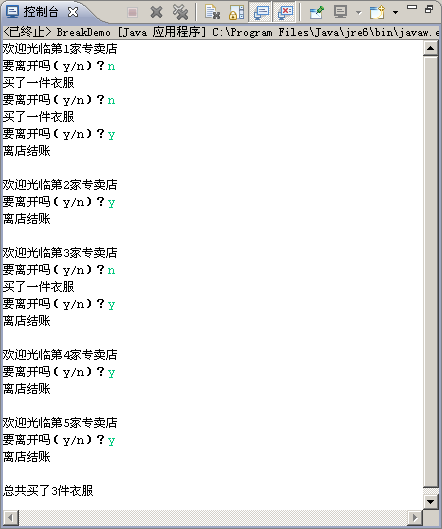 控制台
<已终止> BreakDemo [Java 应用程序] C:\Program Files\Java\jre6\bin\javaw.e
欢迎光临第1家专卖店
要离开吗（y/n）？n
买了一件衣服
要离开吗（y/n）？n
买了一件衣服
要离开吗（y/n）？y
离店结账
欢迎光临第2家专卖店
要离开吗（y/n）？y
离店结账
欢迎光临第3家专卖店
要离开吗（y/n）？n
买了一件衣服
要离开吗（y/n）？y
离店结账
欢迎光临第4家专卖店
要离开吗（y/n）？y
离店结账
欢迎光临第5家专卖店
要离开吗（y/n）？y
离店结账
总共买了3件衣服